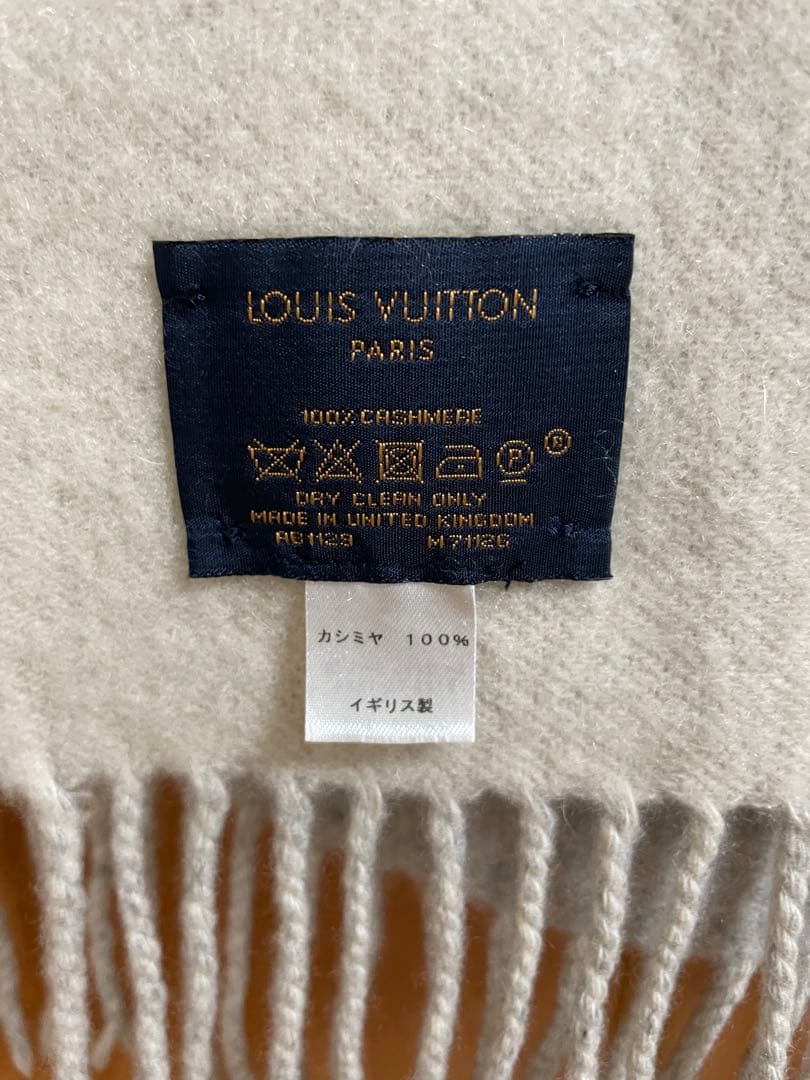 LOUIS VUITTON
PARIS
100% CASHMERE
P ®
DRY CLEAN ONLY
MADE IN UNITED KINGDOM
AB1129 M71126
カシミヤ 100%
イギリス製